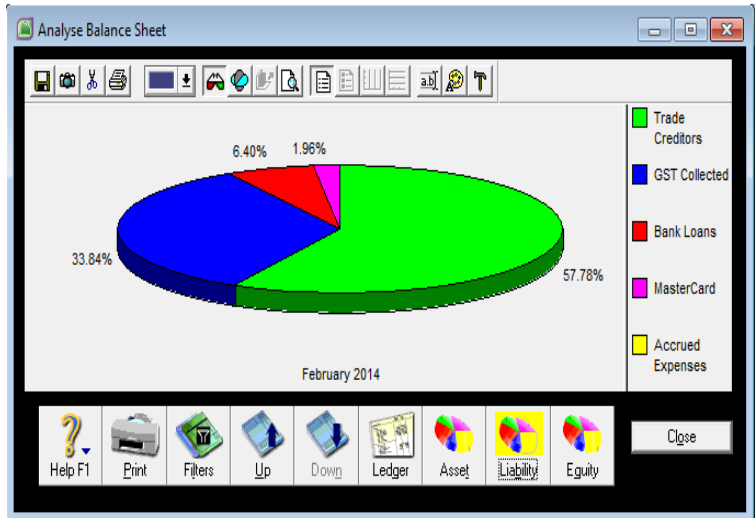 Analyse Balance Sheet
a.b
6.40%
1.96%
33.84%
57.78%
February 2014
Trade
Creditors
GST Collected
Bank Loans
MasterCard
Accrued
Expenses
Help F1
Print
Filters
Up
Down
Ledger
Asset
Liability
Equity
Close